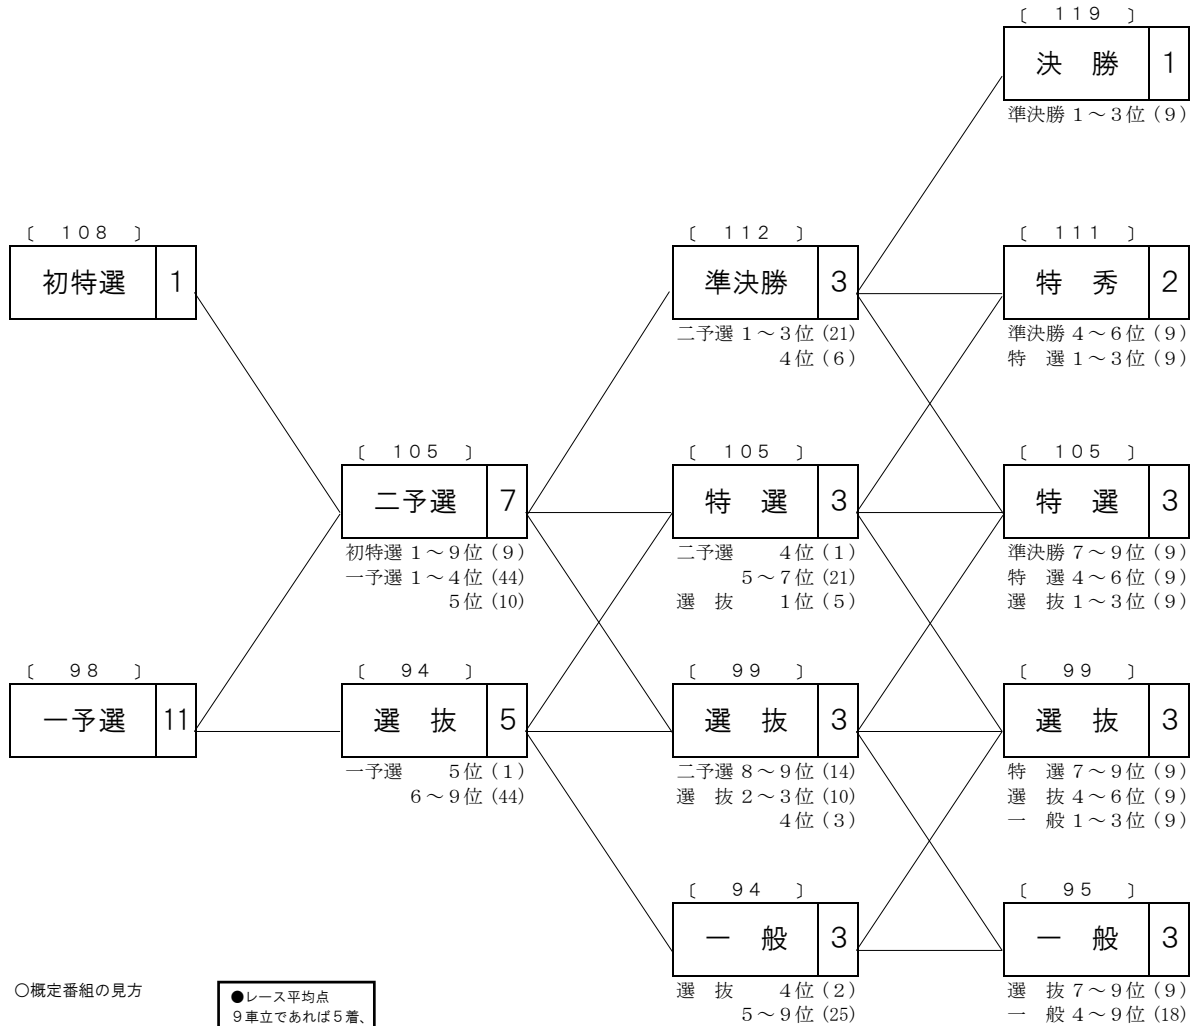 〔　１１９　〕
決　勝　1
準決勝 １～３位（９）
〔　１０８　〕
初特選　1
〔　１１２　〕
準決勝　3
二予選 １～３位 (21)
４位（６）
〔　１１１　〕
特　秀　2
準決勝 ４～６位（９）
特　選 １～３位（９）
〔　１０５　〕
二予選　7
初特選 １～９位（９）
一予選 １～４位 (44)
５位 (10)
〔　１０５　〕
特　選　3
二予選　　４位（１）
５～７位 (21)
選　抜　　１位（５）
〔　１０５　〕
特　選　3
準決勝 ７～９位（９）
特　選 ４～６位（９）
選　抜 １～３位（９）
〔　９８　〕
一予選　11
〔　９４　〕
選　抜　5
一予選　　５位（１）
６～９位 (44)
〔　９９　〕
選　抜　3
二予選 ８～９位 (14)
選　抜 ２～３位 (10)
４位（３）
〔　９９　〕
選　抜　3
特　選 ７～９位（９）
選　抜 ４～６位（９）
一　般 １～３位（９）
〔　９４　〕
一　般　3
選　抜　　４位（２）
５～９位 (25)
〔　９５　〕
一　般　3
選　抜 ７～９位（９）
一　般 ４～９位 (18)
○概定番組の見方
●レース平均点
９車立であれば５着、